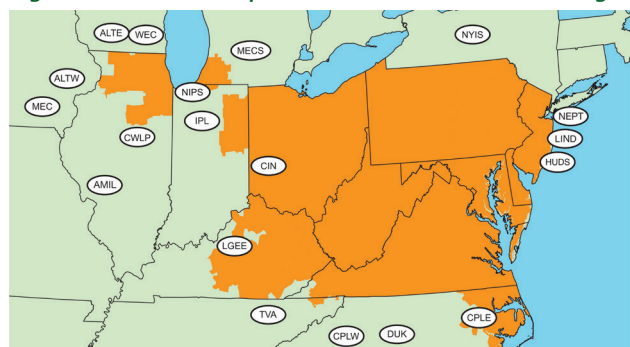 ALTE
WEC
MECS
NYIS
ALTW
NIPS
MEC
IPL
NEPT
CWLP
LIND
CIN
HUDS
AMIL
LGEE
TVA
CPLE
CPLW
DUK